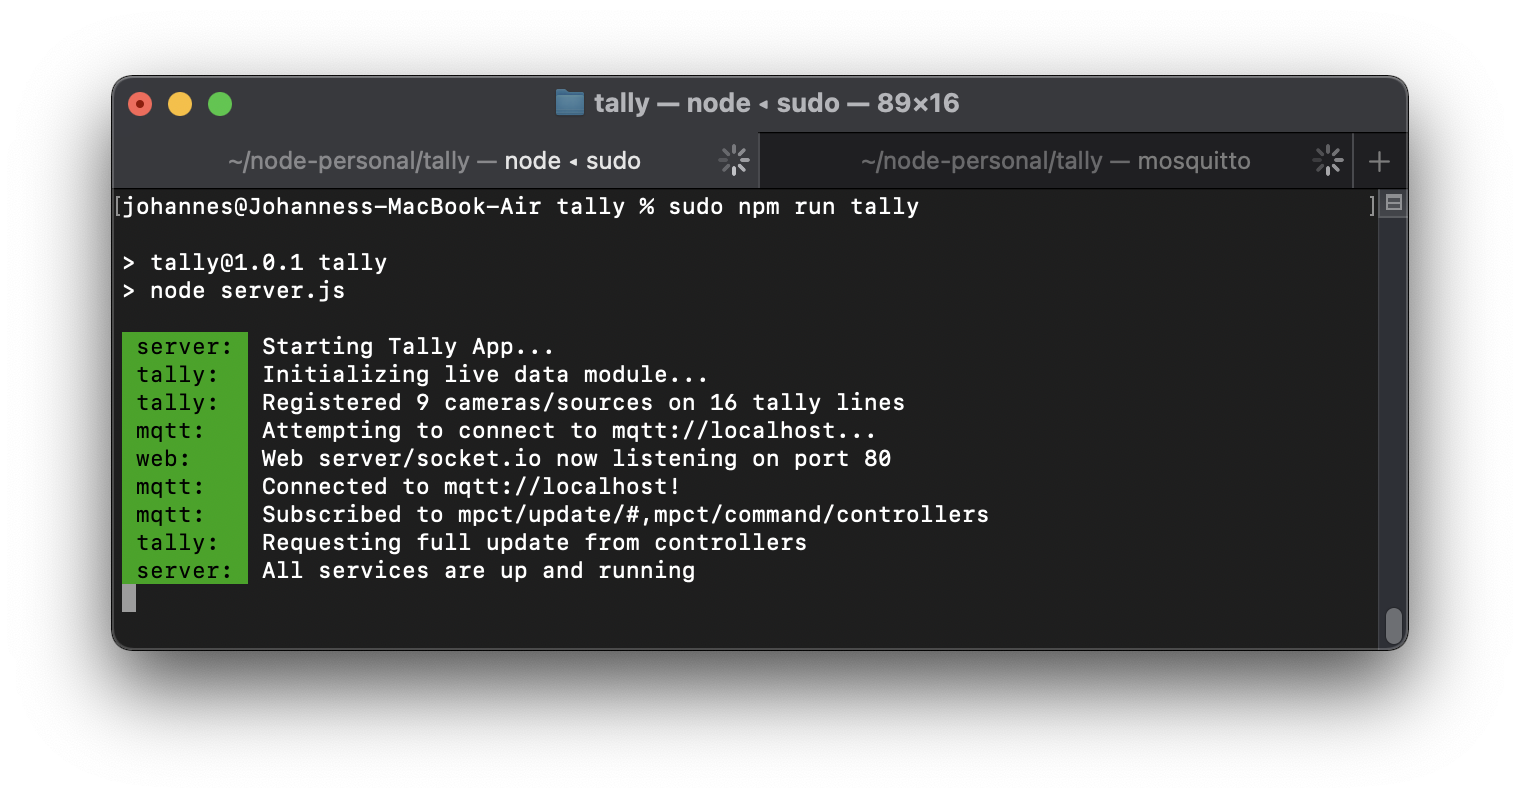 tally — node ◂ sudo — 89×16
~/node-personal/tally — node ◂ sudo
~/node-personal/tally — mosquitto
+
[johannes@Johanness-MacBook-Air tally % sudo npm run tally ]
> tally@1.0.1 tally
> node server.js
server: Starting Tally App...
tally: Initializing live data module...
tally: Registered 9 cameras/sources on 16 tally lines
mqtt: Attempting to connect to mqtt://localhost...
web: Web server/socket.io now listening on port 80
mqtt: Connected to mqtt://localhost!
mqtt: Subscribed to mpct/update/#,mpct/command/controllers
tally: Requesting full update from controllers
server: All services are up and running